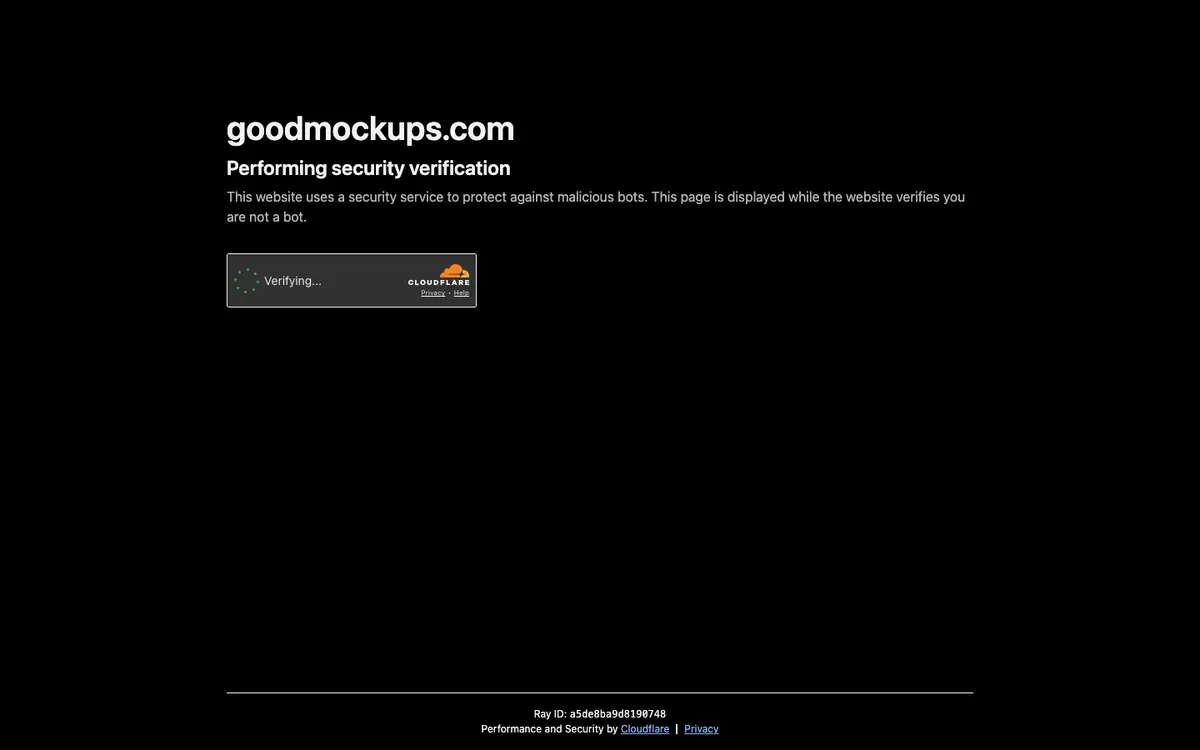 goodmockups.com
Performing security verification
This website uses a security service to protect against malicious bots. This page is displayed while the website verifies you
are not a bot.
Verifying...
CLOUDFLARE
Privacy · Help
Ray ID: a5de8ba9d8190748
Performance and Security by Cloudflare | Privacy